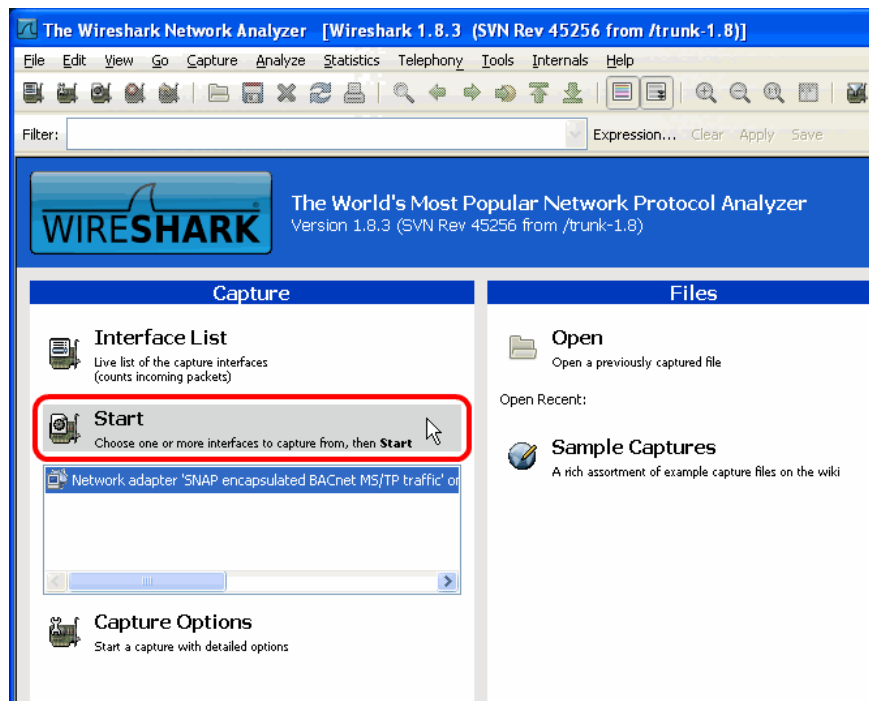 The Wireshark Network Analyzer [Wireshark 1.8.3 (SVN Rev 45256 from /trunk-1.8)]
File Edit View Go Capture Analyze Statistics Telephony Tools Internals Help
Filter: Expression... Clear Apply Save
WIRESHARK
The World's Most Popular Network Protocol Analyzer
Version 1.8.3 (SVN Rev 45256 from /trunk-1.8)
Capture
Interface List
Live list of the capture interfaces
(counts incoming packets)
Start
Choose one or more interfaces to capture from, then Start
Network adapter 'SNAP encapsulated BACnet MS/TP traffic' or
Capture Options
Start a capture with detailed options
Files
Open
Open a previously captured file
Open Recent:
Sample Captures
A rich assortment of example capture files on the wiki